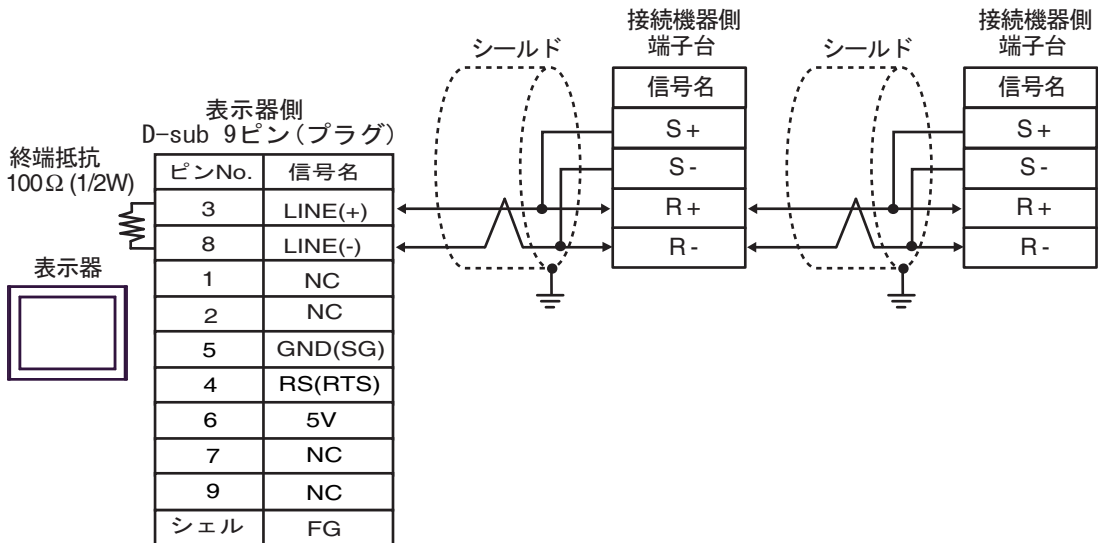 接続機器側
端子台
接続機器側
端子台
シールド
シールド
信号名
信号名
S+
S+
S-
S-
R+
R+
R-
R-
表示器側
D-sub 9ピン(プラグ)
終端抵抗
100Ω(1/2W)
ピンNo. 信号名
3 LINE(+)
8 LINE(-)
表示器
1 NC
2 NC
5 GND(SG)
4 RS(RTS)
6 5V
7 NC
9 NC
シェル FG